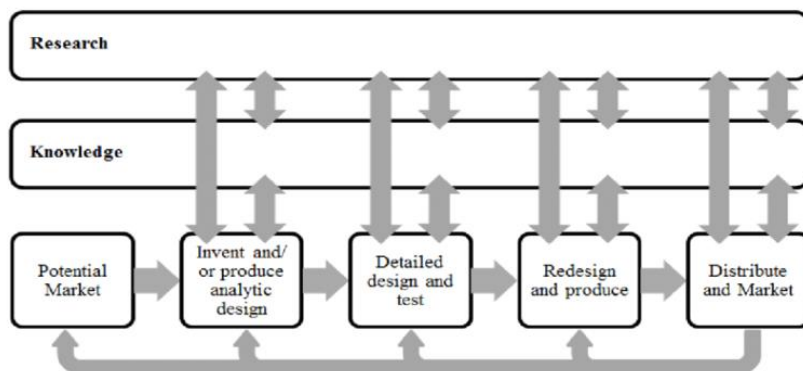 Research
Knowledge
Potential
Market
Invent and/
or produce
analytic
design
Detailed
design and
test
Redesign
and produce
Distribute
and Market